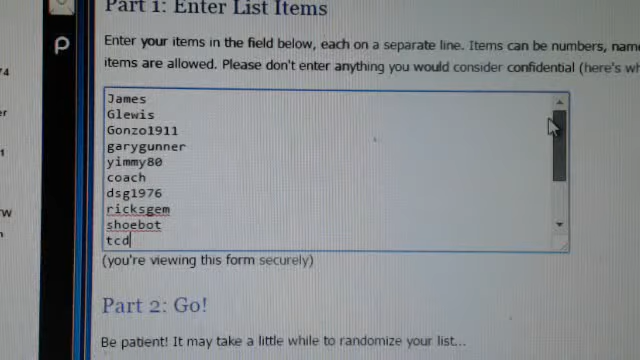 Part 1: Enter List Items
Enter your items in the field below, each on a separate line. Items can be numbers,
items are allowed. Please don't enter anything you would consider confidential (here's
James
Glewis
Gonzo1911
garygunner
yimmy80
coach
dsg1976
ricksgem
shoebot
tcd
(you're viewing this form securely)
Part 2: Go!
Be patient! It may take a little while to randomize your list...